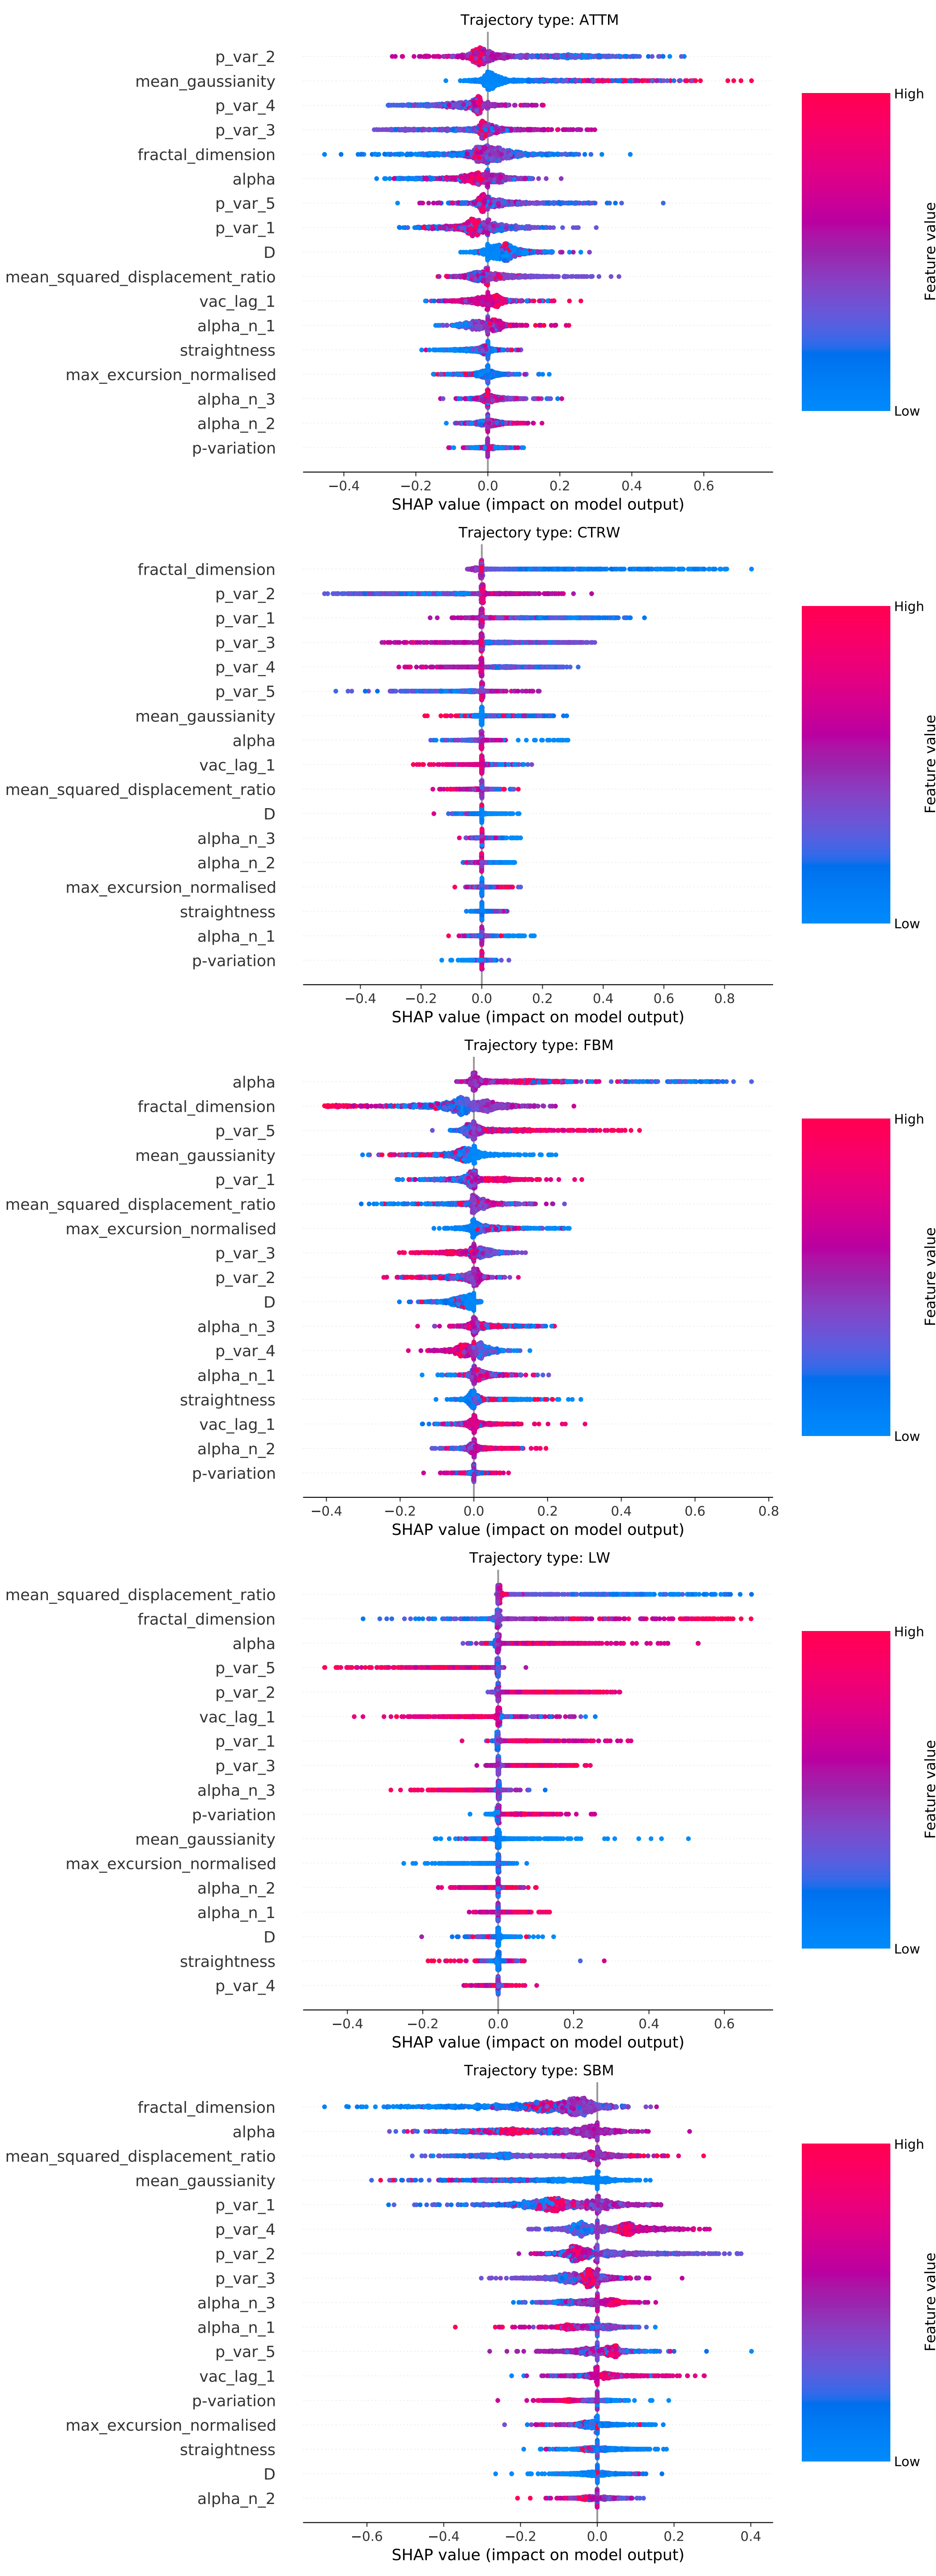 Trajectory type: ATTM
p_var_2
mean_gaussianity
p_var_4
p_var_3
fractal_dimension
alpha
p_var_5
p_var_1
D
mean_squared_displacement_ratio
vac_lag_1
alpha_n_1
straightness
max_excursion_normalised
alpha_n_3
alpha_n_2
p-variation
−0.4 −0.2 0.0 0.2 0.4 0.6
SHAP value (impact on model output)
High
Feature value
Low
Trajectory type: CTRW
fractal_dimension
p_var_2
p_var_1
p_var_3
p_var_4
p_var_5
mean_gaussianity
alpha
vac_lag_1
mean_squared_displacement_ratio
D
alpha_n_3
alpha_n_2
max_excursion_normalised
straightness
alpha_n_1
p-variation
−0.4 −0.2 0.0 0.2 0.4 0.6 0.8
SHAP value (impact on model output)
High
Feature value
Low
Trajectory type: FBM
alpha
fractal_dimension
p_var_5
mean_gaussianity
p_var_1
mean_squared_displacement_ratio
max_excursion_normalised
p_var_3
p_var_2
D
alpha_n_3
p_var_4
alpha_n_1
straightness
vac_lag_1
alpha_n_2
p-variation
−0.4 −0.2 0.0 0.2 0.4 0.6 0.8
SHAP value (impact on model output)
High
Feature value
Low
Trajectory type: LW
mean_squared_displacement_ratio
fractal_dimension
alpha
p_var_5
p_var_2
vac_lag_1
p_var_1
p_var_3
alpha_n_3
p-variation
mean_gaussianity
max_excursion_normalised
alpha_n_2
alpha_n_1
D
straightness
p_var_4
−0.4 −0.2 0.0 0.2 0.4 0.6
SHAP value (impact on model output)
High
Feature value
Low
Trajectory type: SBM
fractal_dimension
alpha
mean_squared_displacement_ratio
mean_gaussianity
p_var_1
p_var_4
p_var_2
p_var_3
alpha_n_3
alpha_n_1
p_var_5
vac_lag_1
p-variation
max_excursion_normalised
straightness
D
alpha_n_2
−0.6 −0.4 −0.2 0.0 0.2 0.4
SHAP value (impact on model output)
High
Feature value
Low